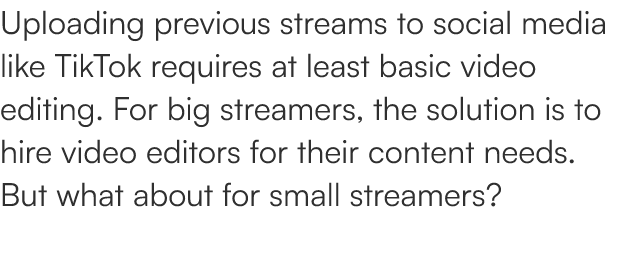 Uploading previous streams to social media
like TikTok requires at least basic video
editing. For big streamers, the solution is to
hire video editors for their content needs.
But what about for small streamers?